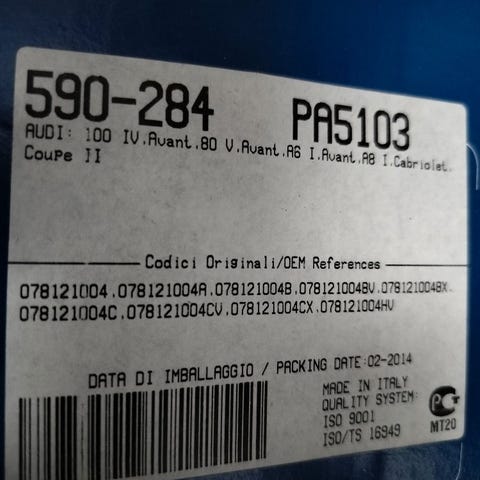 590-284 PA5103
AUDI: 100 IV.Avant.80 V.Avant.A6 I.Avant.A8 I.Cabriolet.
Coupe II
Codici Originali/OEM References
078121004.078121004A.078121004B.078121004BV.078121004BX.
078121004C.078121004CV.078121004CX.078121004HV
DATA DI IMBALLAGGIO / PACKING DATE:02-2014
MADE IN ITALY
QUALITY SYSTEM:
ISO 9001
ISO/TS 16949
MT20